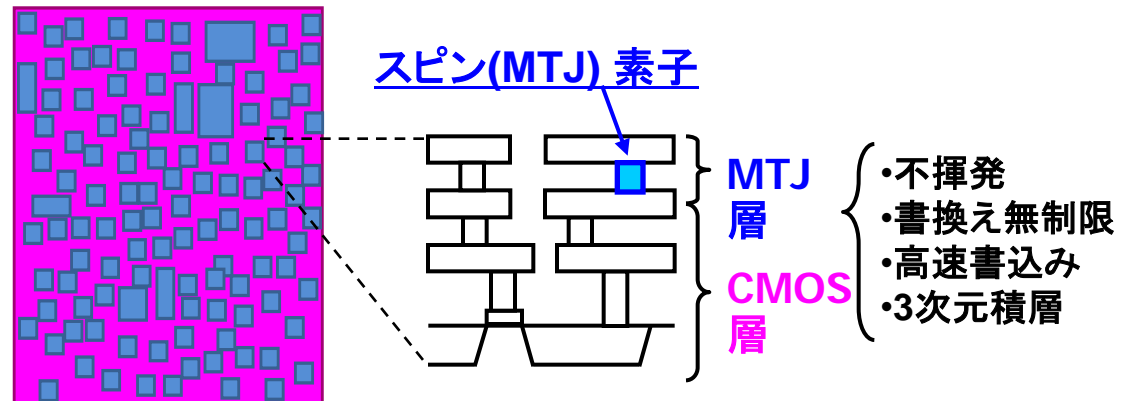 スピン(MTJ) 素子
MTJ
層
CMOS
層
•不揮発
•書換え無制限
•高速書込み
•3次元積層